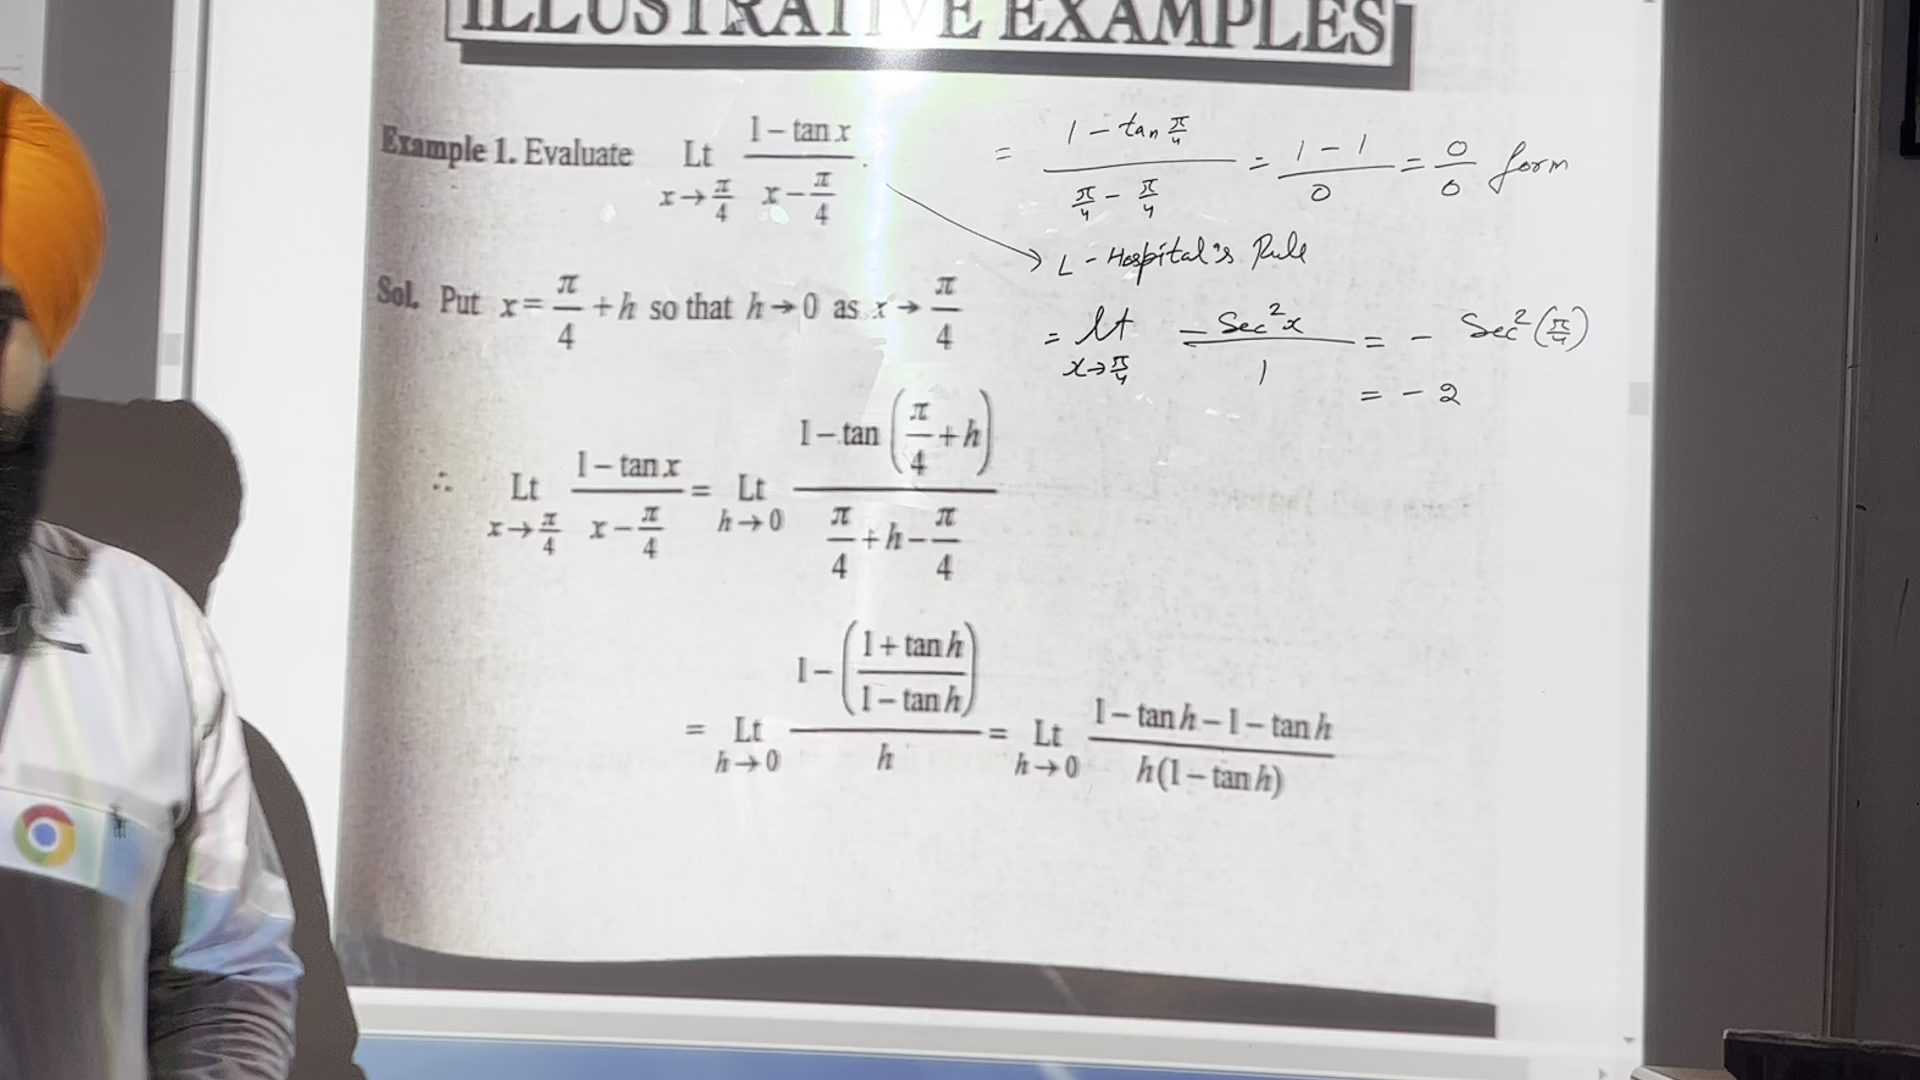 ILLUSTRATIVE EXAMPLES
Example 1. Evaluate Lt x→π/4 (1 – tan x)/(x – π/4).
= (1 - tan π/4)/(π/4 - π/4) = (1 - 1)/0 = 0/0 form
L - Hospital's Rule
Sol. Put x = π/4 + h so that h → 0 as x → π/4
= lt x→π/4 (- Sec²x)/1 = - Sec²(π/4)
= - 2
∴ Lt x→π/4 (1 – tan x)/(x – π/4) = Lt h→0 (1 – tan (π/4 + h))/(π/4 + h – π/4)
= Lt h→0 (1 – ((1 + tan h)/(1 – tan h)))/h = Lt h→0 (1 – tan h – 1 – tan h)/(h(1 – tan h))